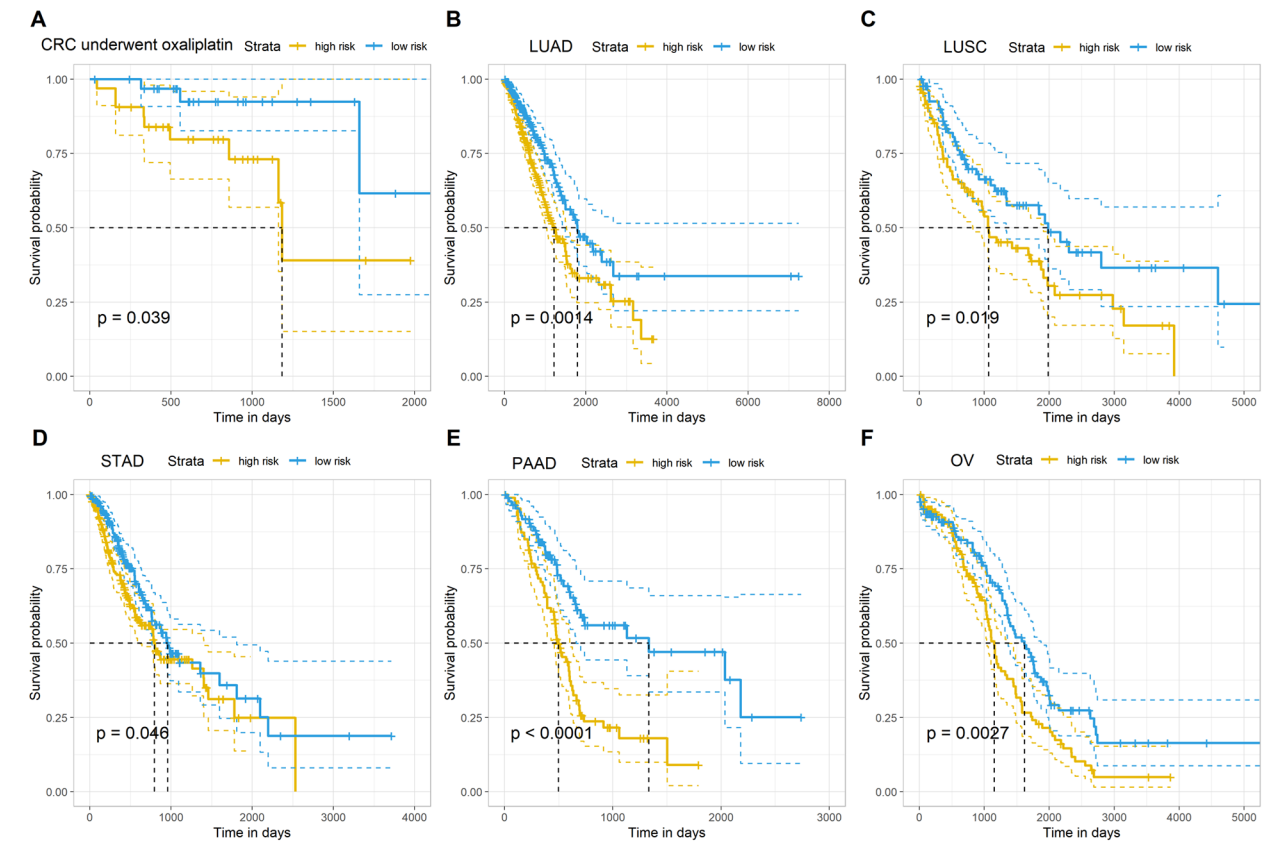 A
CRC underwent oxaliplatin Strata high risk low risk
1.00
0.75
0.50
0.25
0.00
Survival probability
p = 0.039
0 500 1000 1500 2000
Time in days
B
LUAD Strata high risk low risk
1.00
0.75
0.50
0.25
0.00
Survival probability
p = 0.0014
0 2000 4000 6000 8000
Time in days
C
LUSC Strata high risk low risk
1.00
0.75
0.50
0.25
0.00
Survival probability
p = 0.019
0 1000 2000 3000 4000 5000
Time in days
D
STAD Strata high risk low risk
1.00
0.75
0.50
0.25
0.00
Survival probability
p = 0.046
0 1000 2000 3000 4000
Time in days
E
PAAD Strata high risk low risk
1.00
0.75
0.50
0.25
0.00
Survival probability
p < 0.0001
0 1000 2000 3000
Time in days
F
OV Strata high risk low risk
1.00
0.75
0.50
0.25
0.00
Survival probability
p = 0.0027
0 1000 2000 3000 4000 5000
Time in days